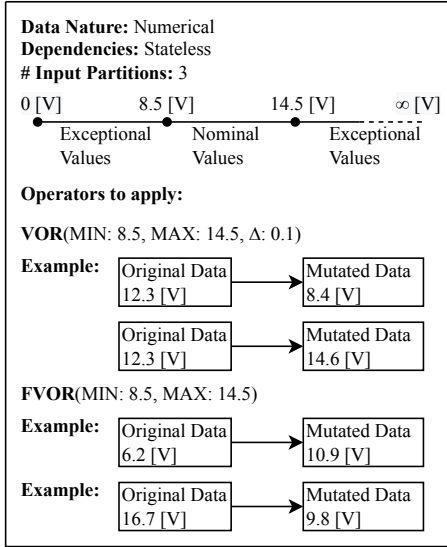 Data Nature: Numerical
Dependencies: Stateless
# Input Partitions: 3
0 [V] 8.5 [V] 14.5 [V] ∞ [V]
Exceptional Nominal Exceptional
Values Values Values
Operators to apply:
VOR(MIN: 8.5, MAX: 14.5, Δ: 0.1)
Example: Original Data Mutated Data
12.3 [V] 8.4 [V]
Original Data Mutated Data
12.3 [V] 14.6 [V]
FVOR(MIN: 8.5, MAX: 14.5)
Example: Original Data Mutated Data
6.2 [V] 10.9 [V]
Example: Original Data Mutated Data
16.7 [V] 9.8 [V]